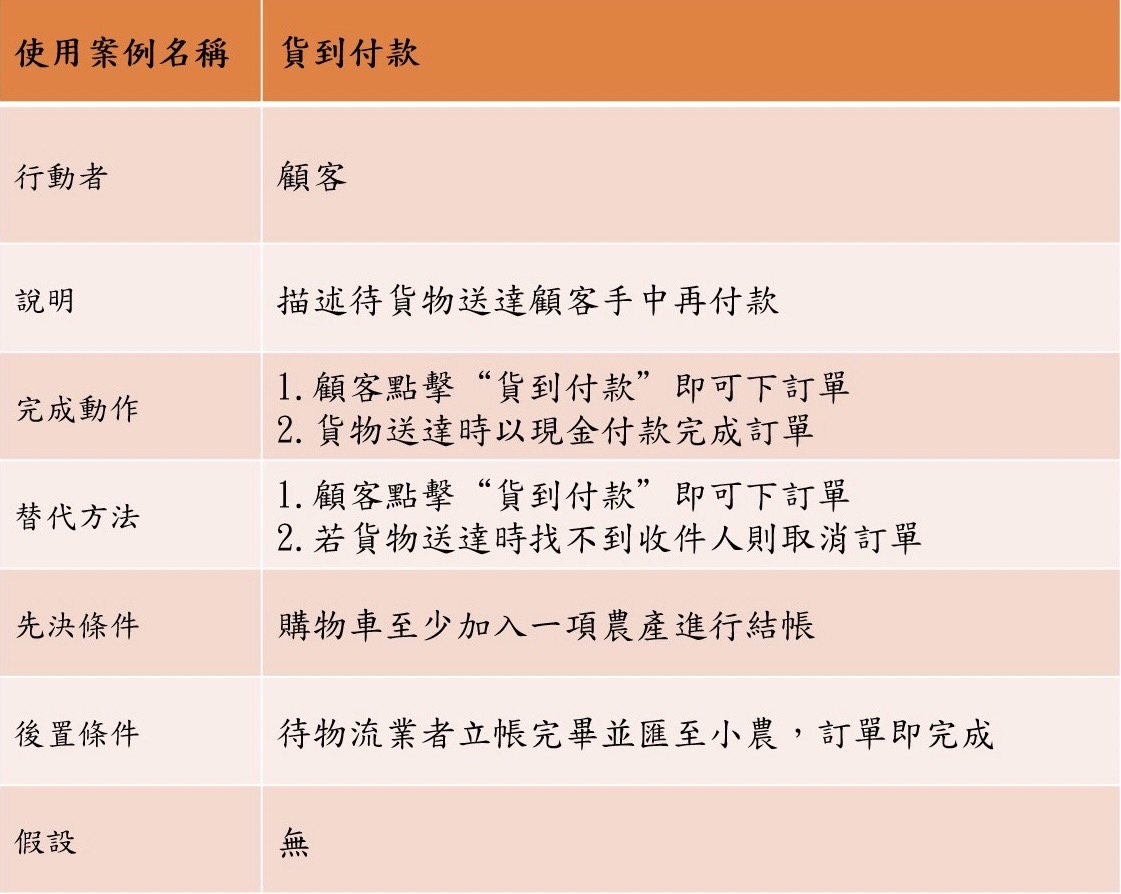 使用案例名稱 貨到付款
行動者 顧客
說明 描述待貨物送達顧客手中再付款
完成動作 1.顧客點擊“貨到付款”即可下訂單
2.貨物送達時以現金付款完成訂單
替代方法 1.顧客點擊“貨到付款”即可下訂單
2.若貨物送達時找不到收件人則取消訂單
先決條件 購物車至少加入一項農產進行結帳
後置條件 待物流業者立帳完畢並匯至小農，訂單即完成
假設 無